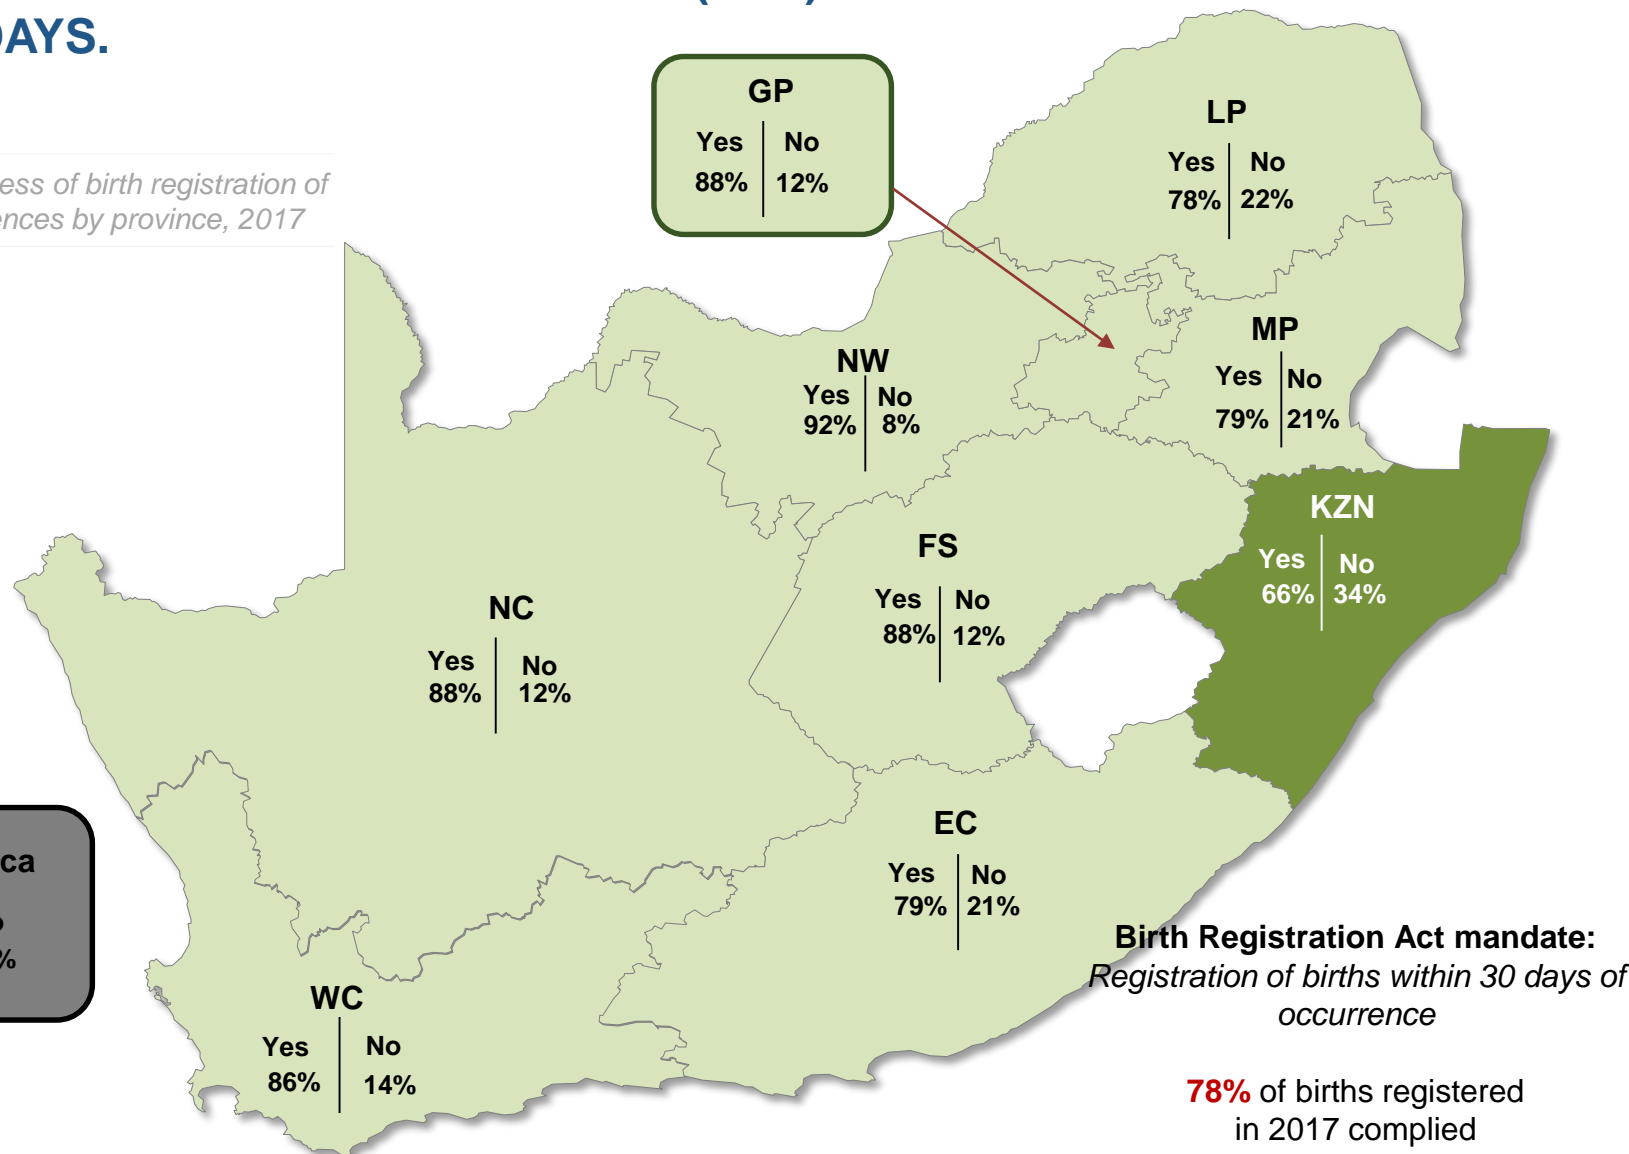 DAYS.
ess of birth registration of
ences by province, 2017
GP
Yes No
88% 12%
LP
Yes No
78% 22%
MP
Yes No
79% 21%
NW
Yes No
92% 8%
KZN
Yes No
66% 34%
FS
Yes No
88% 12%
NC
Yes No
88% 12%
EC
Yes No
79% 21%
ca
%
WC
Yes No
86% 14%
Birth Registration Act mandate:
Registration of births within 30 days of
occurrence
78% of births registered
in 2017 complied